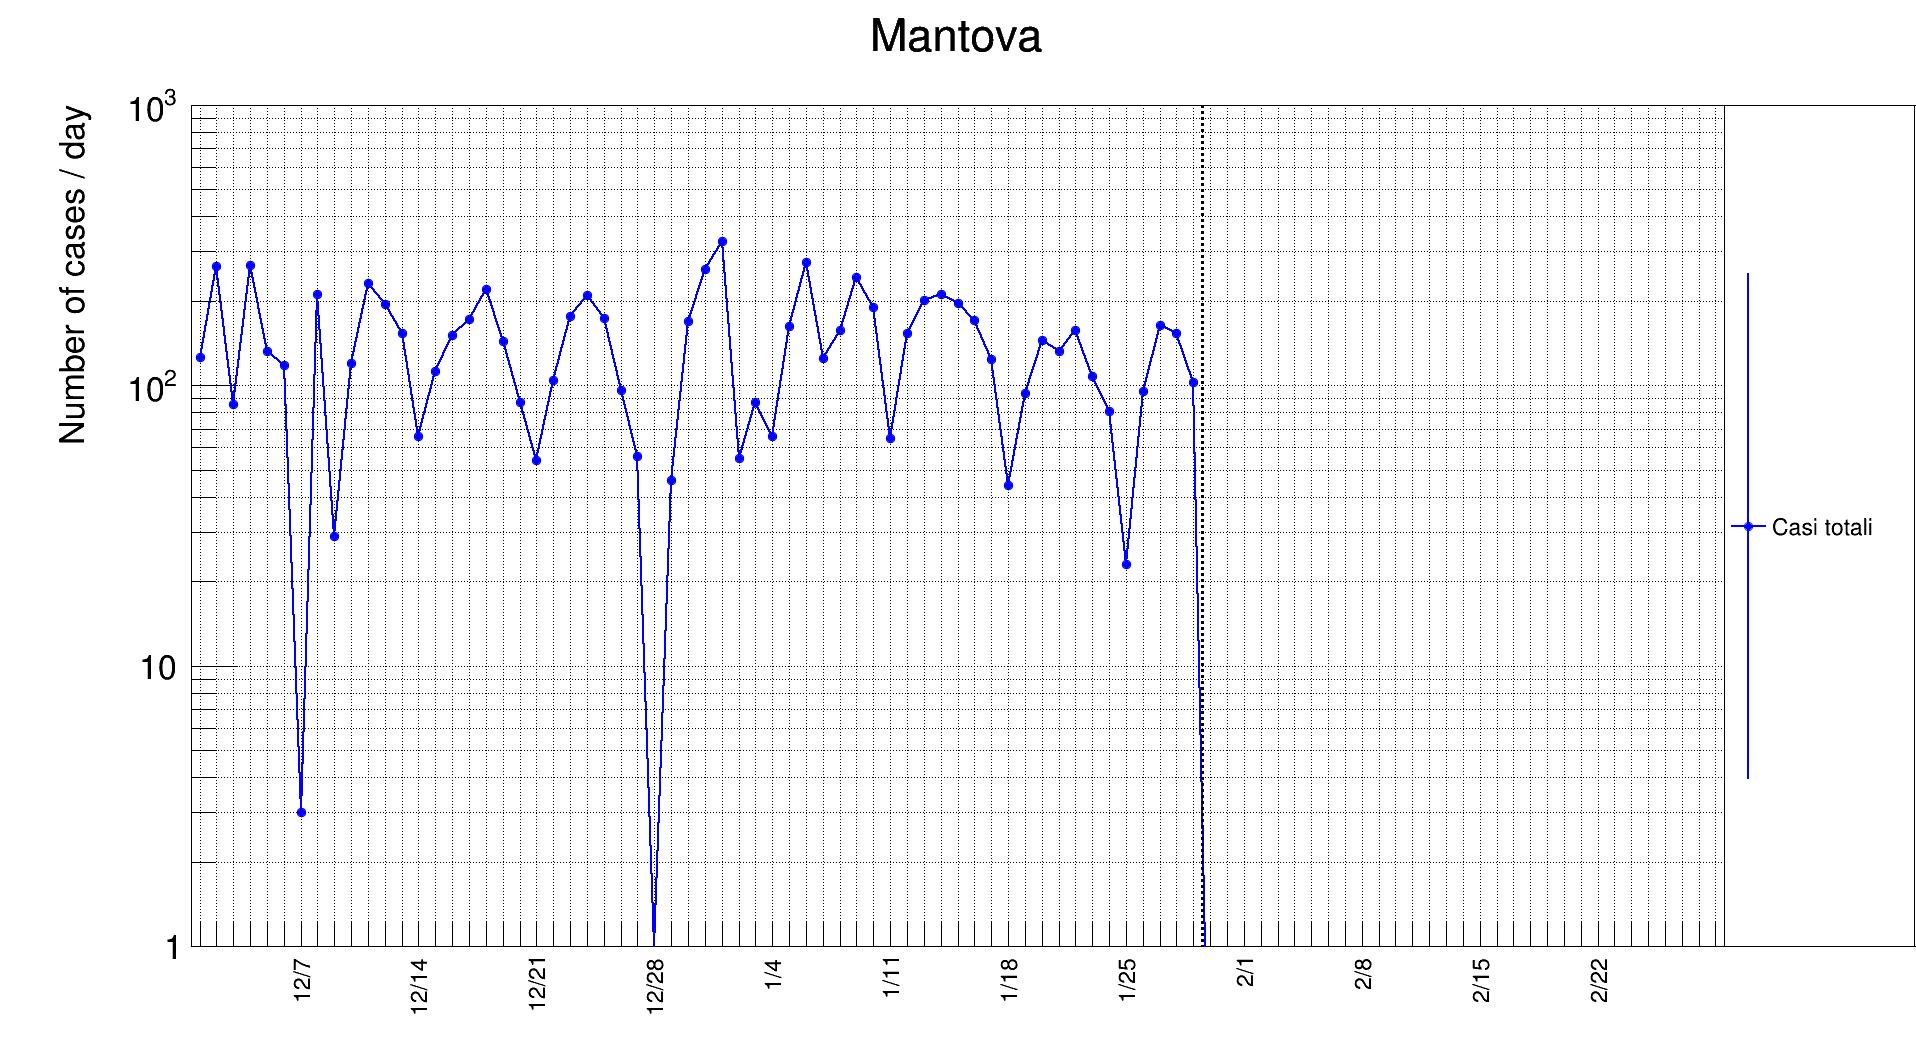 Mantova
Number of cases / day
10³
10²
10
1
12/7 12/14 12/21 12/28 1/4 1/11 1/18 1/25 2/1 2/8 2/15 2/22
Casi totali